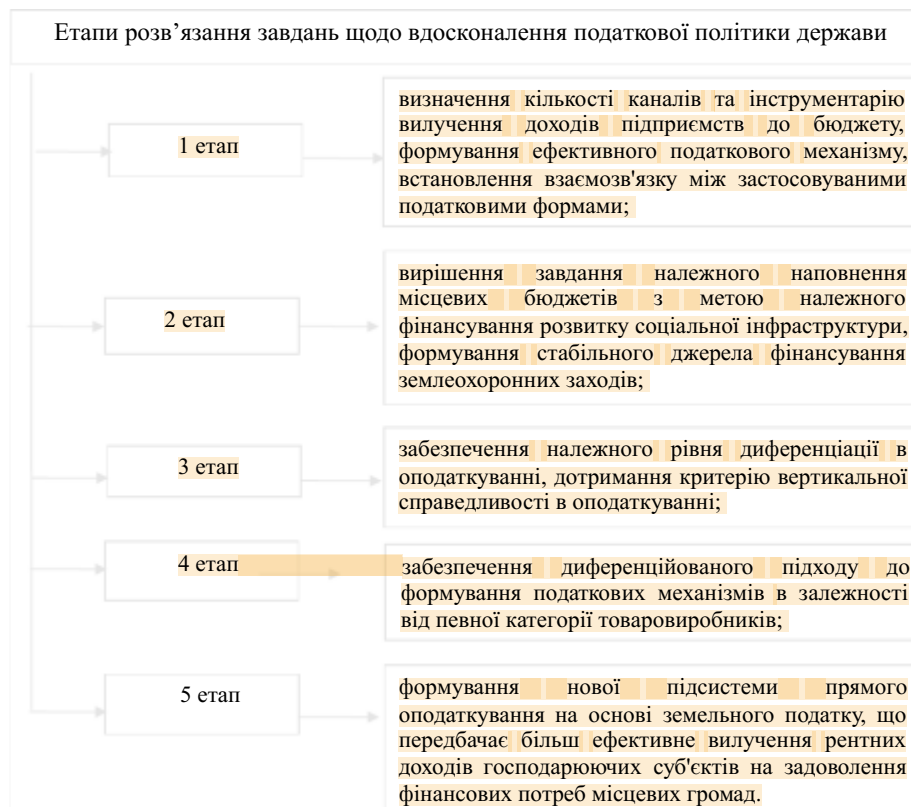 Етапи розв’язання завдань щодо вдосконалення податкової політики держави
1 етап
визначення кількості каналів та інструментарію
вилучення доходів підприємств до бюджету,
формування ефективного податкового механізму,
встановлення взаємозв'язку між застосовуваними
податковими формами;
2 етап
вирішення завдання належного наповнення
місцевих бюджетів з метою належного
фінансування розвитку соціальної інфраструктури,
формування стабільного джерела фінансування
землеохоронних заходів;
3 етап
забезпечення належного рівня диференціації в
оподаткуванні, дотримання критерію вертикальної
справедливості в оподаткуванні;
4 етап
забезпечення диференційованого підходу до
формування податкових механізмів в залежності
від певної категорії товаровиробників;
5 етап
формування нової підсистеми прямого
оподаткування на основі земельного податку, що
передбачає більш ефективне вилучення рентних
доходів господарюючих суб'єктів на задоволення
фінансових потреб місцевих громад.